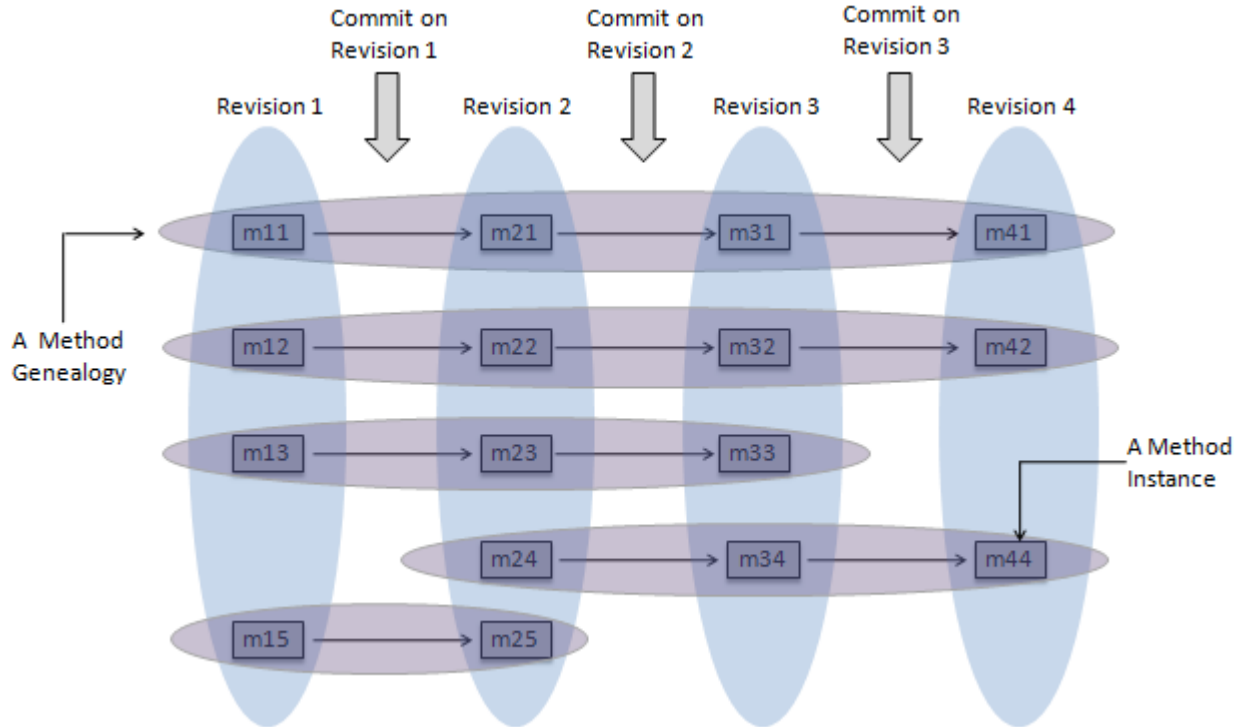 Commit on
Revision 1
Commit on
Revision 2
Commit on
Revision 3
Revision 1
Revision 2
Revision 3
Revision 4
m11
m21
m31
m41
A Method
Genealogy
m12
m22
m32
m42
m13
m23
m33
A Method
Instance
m24
m34
m44
m15
m25